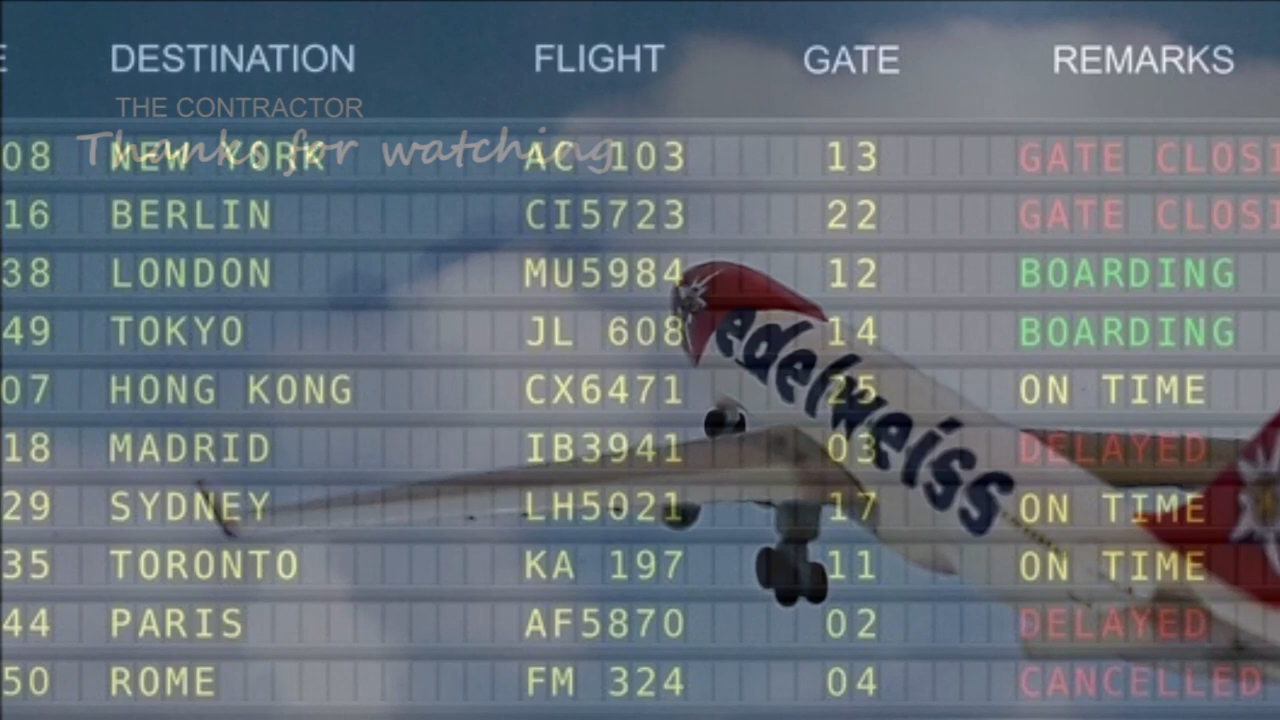 E DESTINATION FLIGHT GATE REMARKS
THE CONTRACTOR
Thanks for watching
08 NEW YORK AC 103 13 GATE CLOSI
16 BERLIN CI5723 22 GATE CLOSI
38 LONDON MU5984 12 BOARDING
49 TOKYO JL 608 14 BOARDING
07 HONG KONG CX6471 25 ON TIME
18 MADRID IB3941 03 DELAYED
29 SYDNEY LH5021 17 ON TIME
35 TORONTO KA 197 11 ON TIME
44 PARIS AF5870 02 DELAYED
50 ROME FM 324 04 CANCELLED
edelweiss